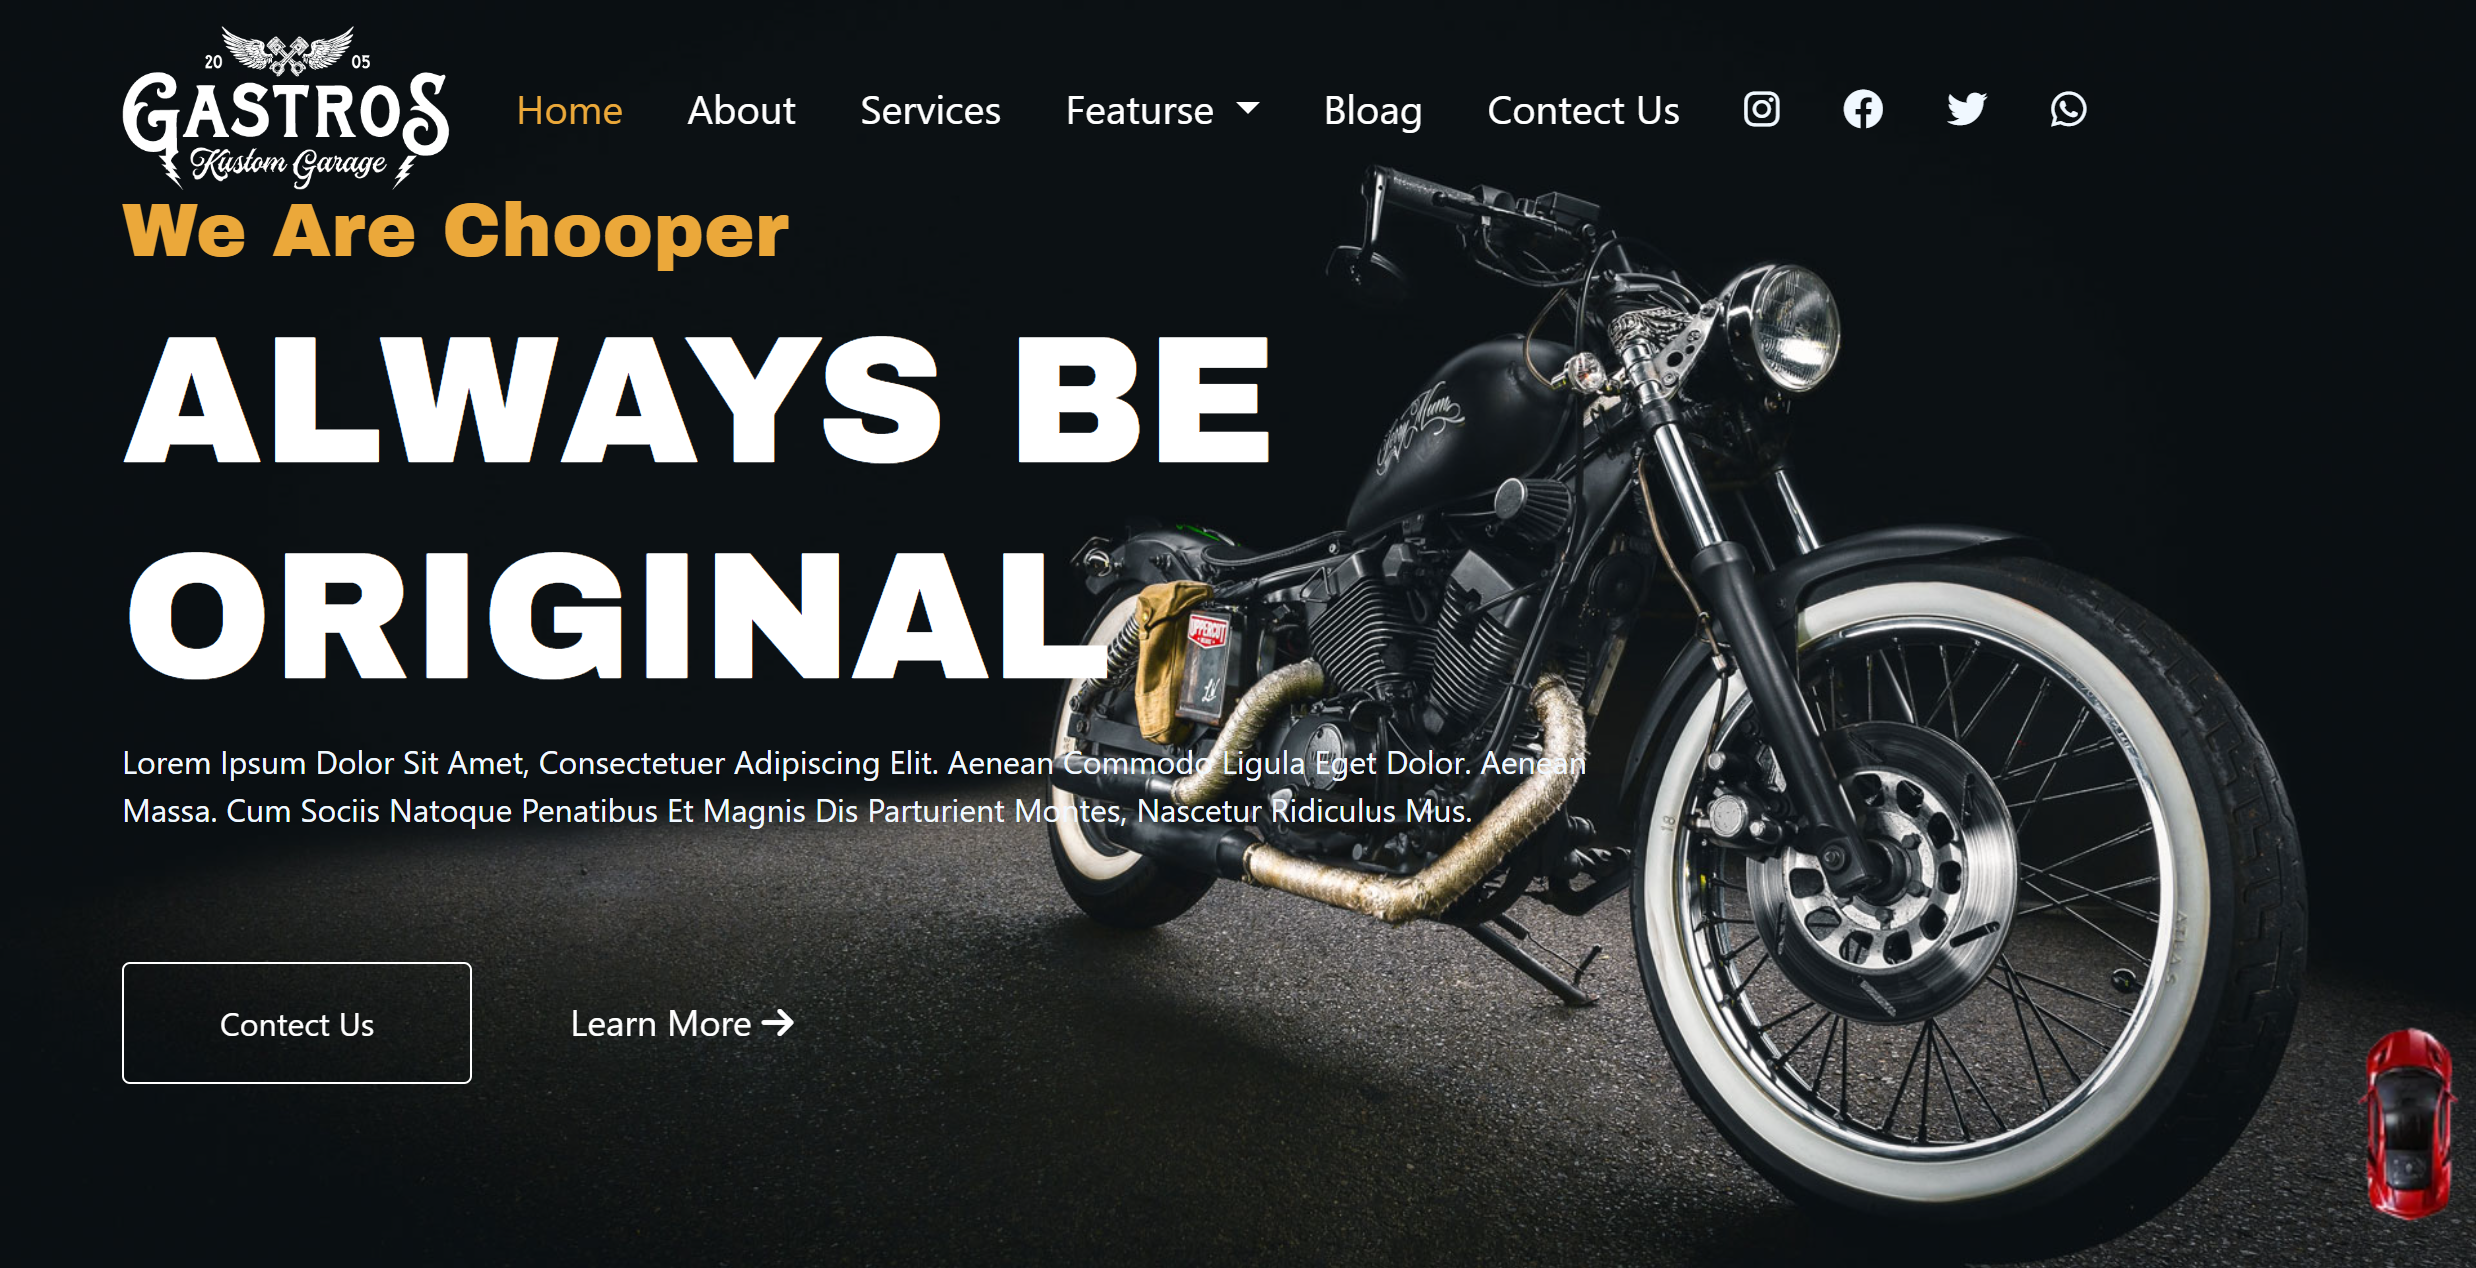 20 05
GASTROS
Kustom Garage
Home About Services Featurse Bloag Contect Us
We Are Chooper
ALWAYS BE
ORIGINAL
UPPERCUT
Lorem Ipsum Dolor Sit Amet, Consectetuer Adipiscing Elit. Aenean Commodo Ligula Eget Dolor. Aenean
Massa. Cum Sociis Natoque Penatibus Et Magnis Dis Parturient Montes, Nascetur Ridiculus Mus.
18
Contect Us
Learn More